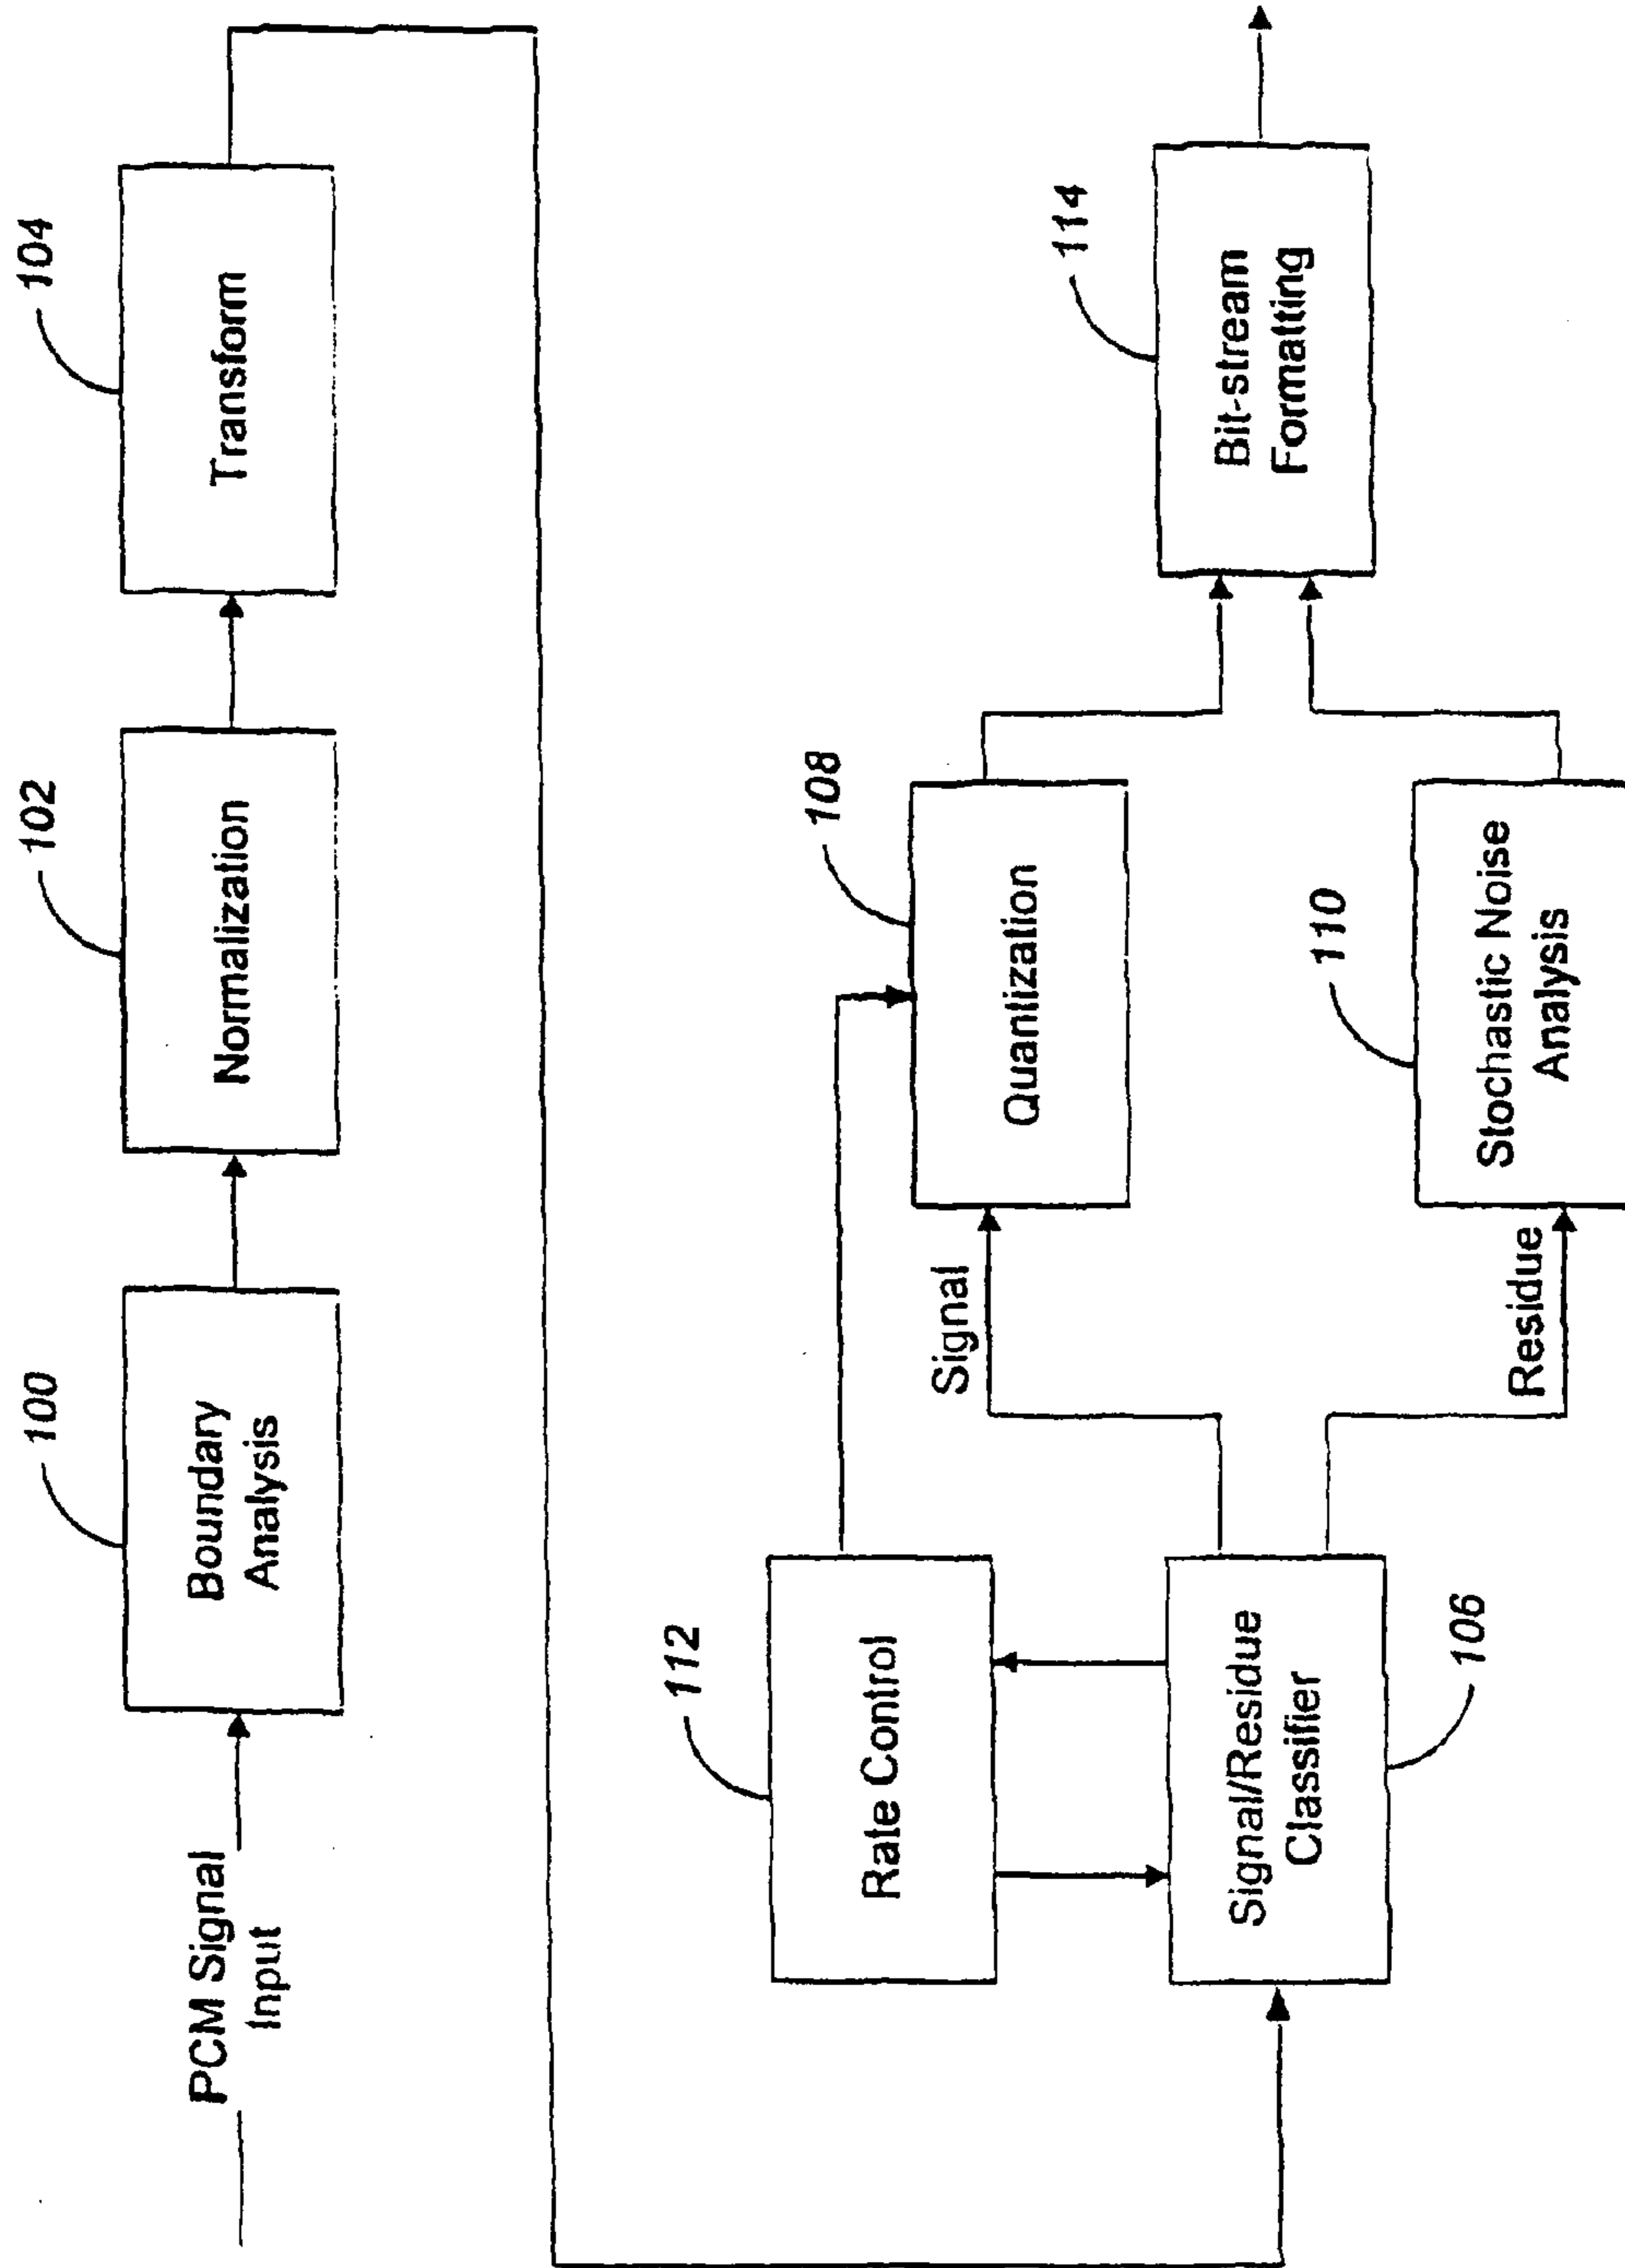 PCM Signal
Input
100
Boundary
Analysis
102
Normalization
104
Transform
112
Rate Control
Signal/Residue
Classifier
106
Signal
Residue
108
Quantization
110
Stochastic Noise
Analysis
114
Bit-stream
Formatting